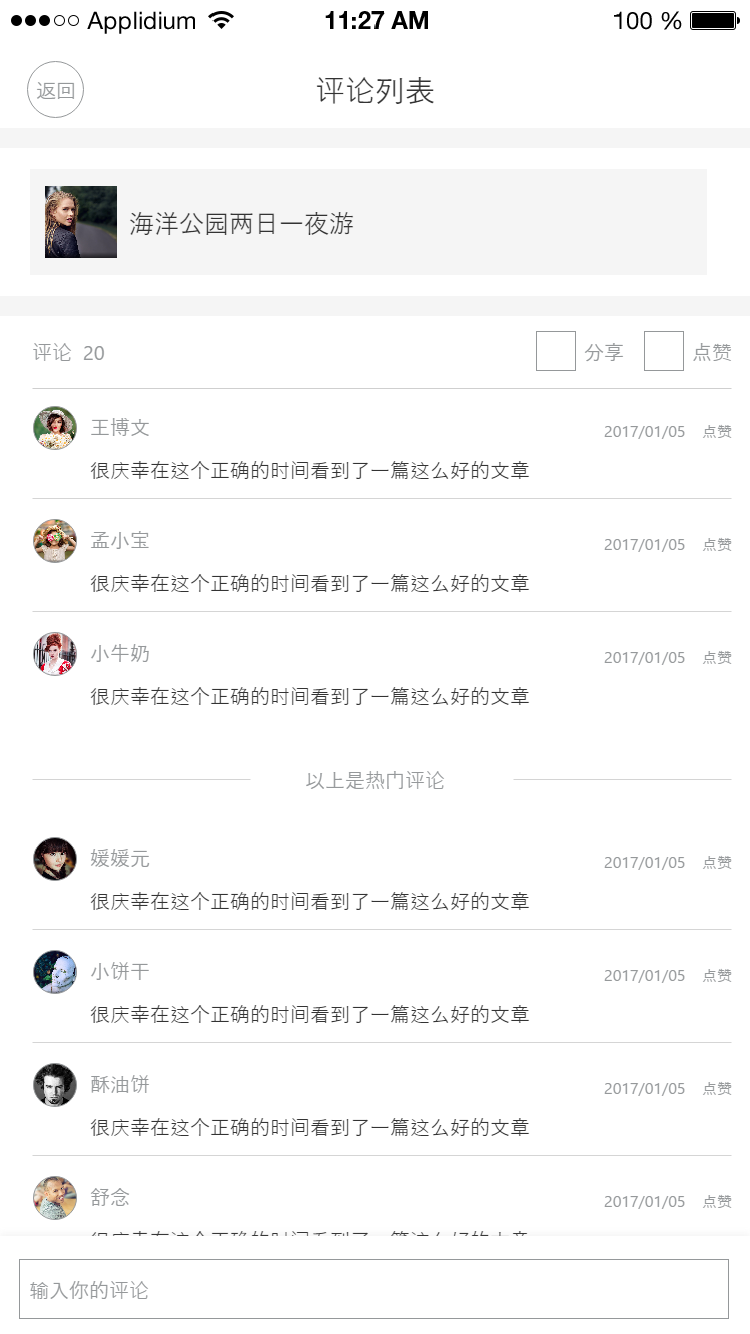 Applidium 11:27 AM 100 %
返回 评论列表
海洋公园两日一夜游
评论 20 分享 点赞
王博文 2017/01/05 点赞
很庆幸在这个正确的时间看到了一篇这么好的文章
孟小宝 2017/01/05 点赞
很庆幸在这个正确的时间看到了一篇这么好的文章
小牛奶 2017/01/05 点赞
很庆幸在这个正确的时间看到了一篇这么好的文章
以上是热门评论
媛媛元 2017/01/05 点赞
很庆幸在这个正确的时间看到了一篇这么好的文章
小饼干 2017/01/05 点赞
很庆幸在这个正确的时间看到了一篇这么好的文章
酥油饼 2017/01/05 点赞
很庆幸在这个正确的时间看到了一篇这么好的文章
舒念 2017/01/05 点赞
输入你的评论